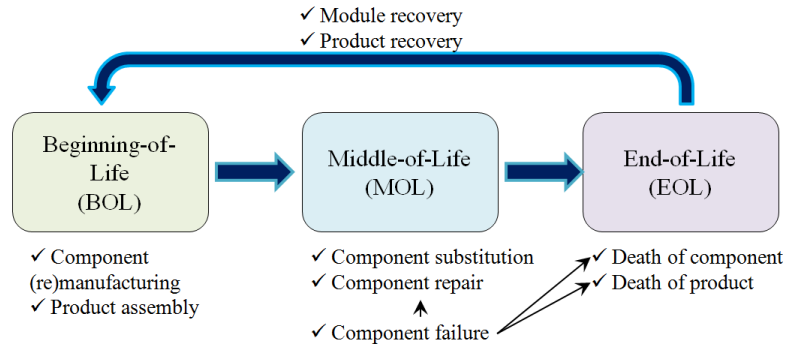 ✓ Module recovery
✓ Product recovery
Beginning-of-
Life
(BOL)
Middle-of-Life
(MOL)
End-of-Life
(EOL)
✓ Component
(re)manufacturing
✓ Product assembly
✓ Component substitution
✓ Component repair
✓ Component failure
✓ Death of component
✓ Death of product